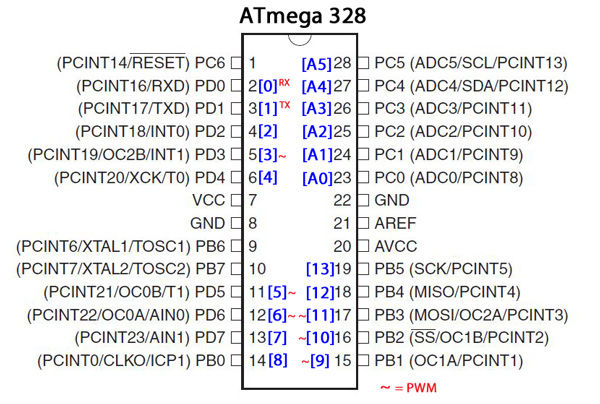 ATmega 328
(PCINT14/RESET) PC6 1 [A5] 28 PC5 (ADC5/SCL/PCINT13)
(PCINT16/RXD) PD0 2 [0] RX [A4] 27 PC4 (ADC4/SDA/PCINT12)
(PCINT17/TXD) PD1 3 [1] TX [A3] 26 PC3 (ADC3/PCINT11)
(PCINT18/INT0) PD2 4 [2] [A2] 25 PC2 (ADC2/PCINT10)
(PCINT19/OC2B/INT1) PD3 5 [3] ~ [A1] 24 PC1 (ADC1/PCINT9)
(PCINT20/XCK/T0) PD4 6 [4] [A0] 23 PC0 (ADC0/PCINT8)
VCC 7 22 GND
GND 8 21 AREF
(PCINT6/XTAL1/TOSC1) PB6 9 20 AVCC
(PCINT7/XTAL2/TOSC2) PB7 10 [13] 19 PB5 (SCK/PCINT5)
(PCINT21/OC0B/T1) PD5 11 [5] ~ [12] 18 PB4 (MISO/PCINT4)
(PCINT22/OC0A/AIN0) PD6 12 [6] ~ ~ [11] 17 PB3 (MOSI/OC2A/PCINT3)
(PCINT23/AIN1) PD7 13 [7] ~ [10] 16 PB2 (SS/OC1B/PCINT2)
(PCINT0/CLKO/ICP1) PB0 14 [8] ~ [9] 15 PB1 (OC1A/PCINT1)
~ = PWM